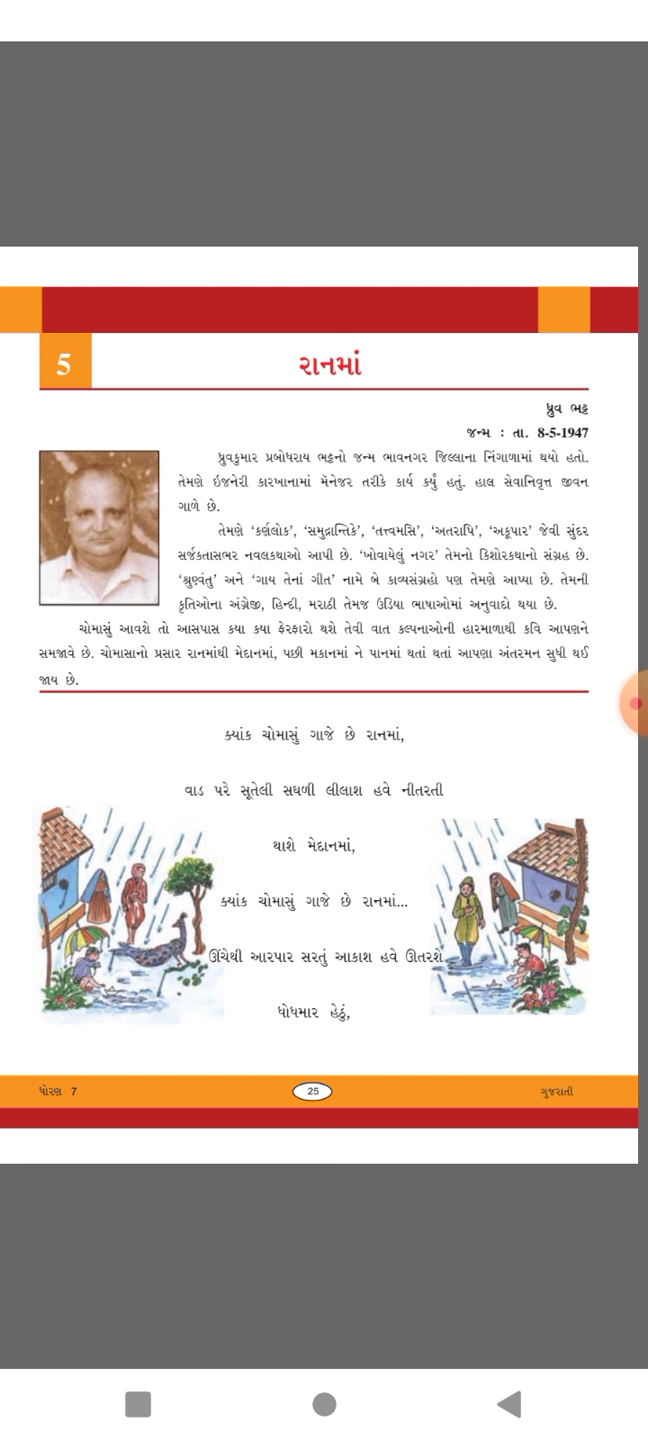 5
રાનમાં
ધ્રુવ ભટ્ટ
જન્મ : તા. 8-5-1947
ધ્રુવકુમાર પ્રબોધરાય ભટ્ટનો જન્મ ભાવનગર જિલ્લાના નિંગાળામાં થયો હતો.
તેમણે ઇજનેરી કારખાનામાં મૅનેજર તરીકે કાર્ય કર્યું હતું. હાલ સેવાનિવૃત્ત જીવન
ગાળે છે.
તેમણે ‘કર્ણલોક’, ‘સમુદ્રાન્તિકે’, ‘તત્ત્વમસિ’, ‘અતરાપિ’, ‘અકૂપાર’ જેવી સુંદર
સર્જકતાસભર નવલકથાઓ આપી છે. ‘ખોવાયેલું નગર’ તેમનો કિશોરકથાનો સંગ્રહ છે.
‘શ્રુણ્વંતુ’ અને ‘ગાય તેનાં ગીત’ નામે બે કાવ્યસંગ્રહો પણ તેમણે આપ્યા છે. તેમની
કૃતિઓના અંગ્રેજી, હિન્દી, મરાઠી તેમજ ઉડિયા ભાષાઓમાં અનુવાદો થયા છે.
ચોમાસું આવશે તો આસપાસ કયા કયા ફેરફારો થશે તેવી વાત કલ્પનાઓની હારમાળાથી કવિ આપણને
સમજાવે છે. ચોમાસાનો પ્રસાર રાનમાંથી મેદાનમાં, પછી મકાનમાં ને પાનમાં થતાં થતાં આપણા અંતરમન સુધી થઈ
જાય છે.
ક્યાંક ચોમાસું ગાજે છે રાનમાં,
વાડ પરે સૂતેલી સઘળી લીલાશ હવે નીતરતી
થાશે મેદાનમાં,
ક્યાંક ચોમાસું ગાજે છે રાનમાં...
ઊંચેથી આરપાર સરતું આકાશ હવે ઊતરશે
ધોધમાર હેઠું,
ધોરણ 7
25
ગુજરાતી